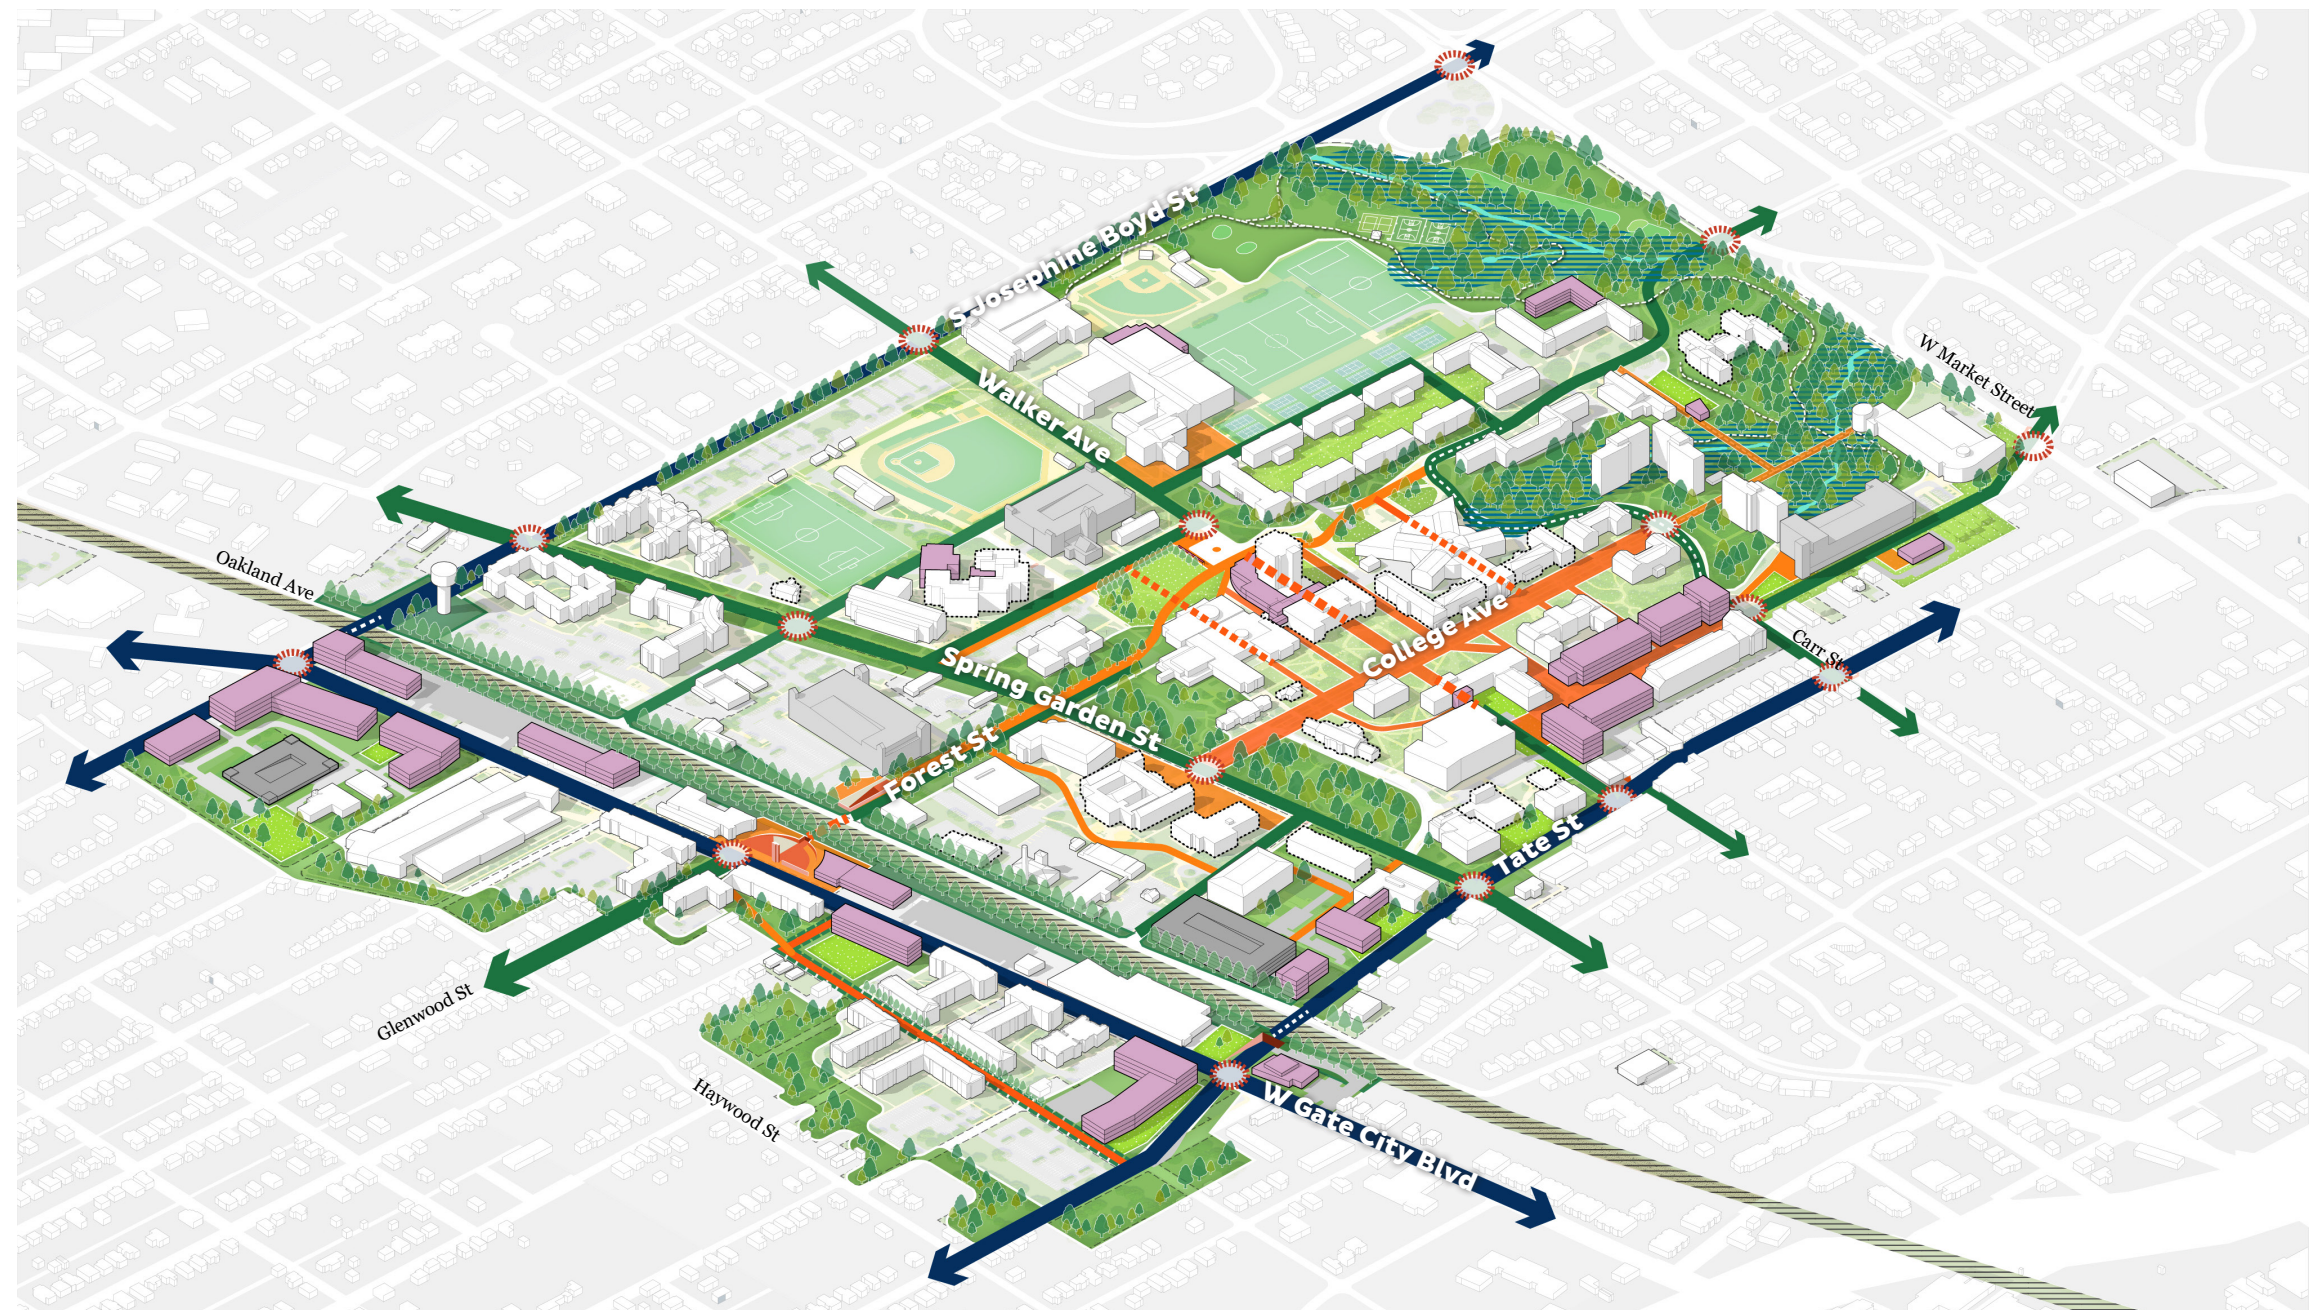 S Josephine Boyd St
W Market Street
Walker Ave
Oakland Ave
College Ave
Carr St
Spring Garden St
Forest St
Tate St
Glenwood St
Haywood St
W Gate City Blvd